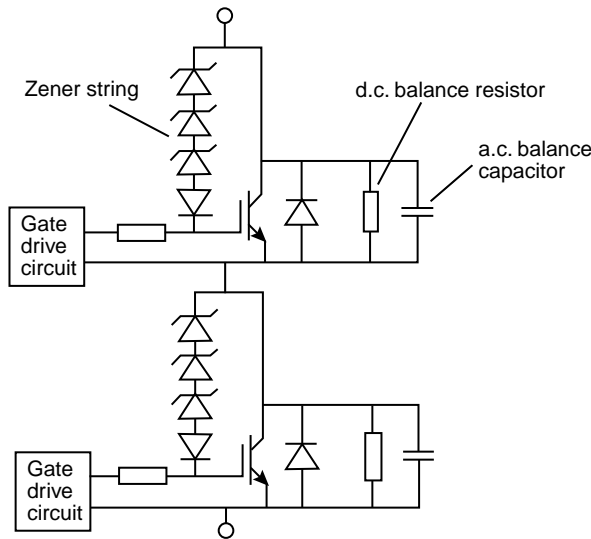 Zener string
d.c. balance resistor
a.c. balance
capacitor
Gate
drive
circuit
Gate
drive
circuit